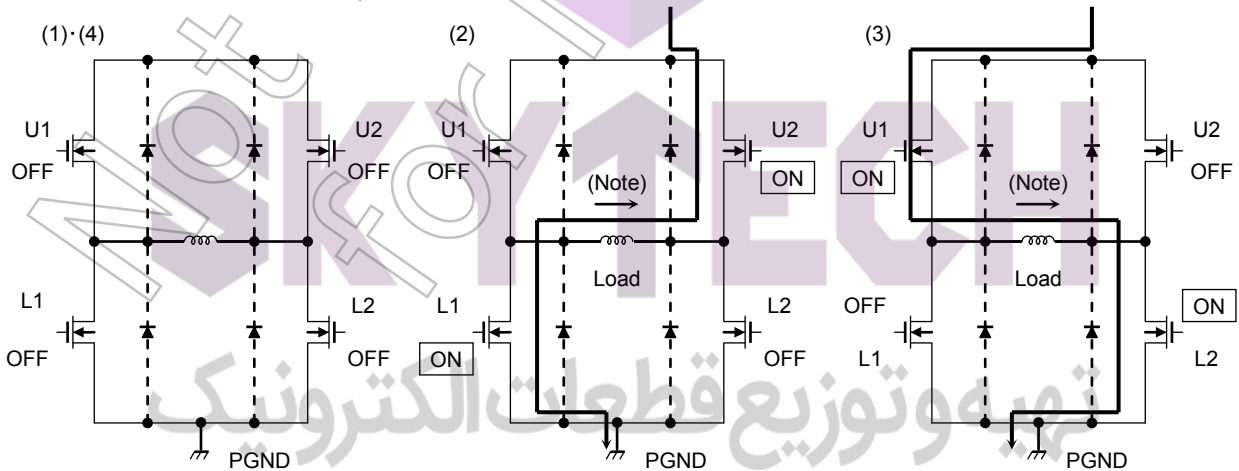 (1)·(4)
(2)
(3)
Not
for
SKYTECH
U1
OFF
U2
OFF
L1
OFF
L2
OFF
PGND
U1
OFF
U2
ON
(Note)
Load
L1
ON
L2
OFF
PGND
U1
ON
U2
OFF
(Note)
Load
OFF
L1
ON
L2
PGND
تهیه و توزیع قطعات الکترونیک